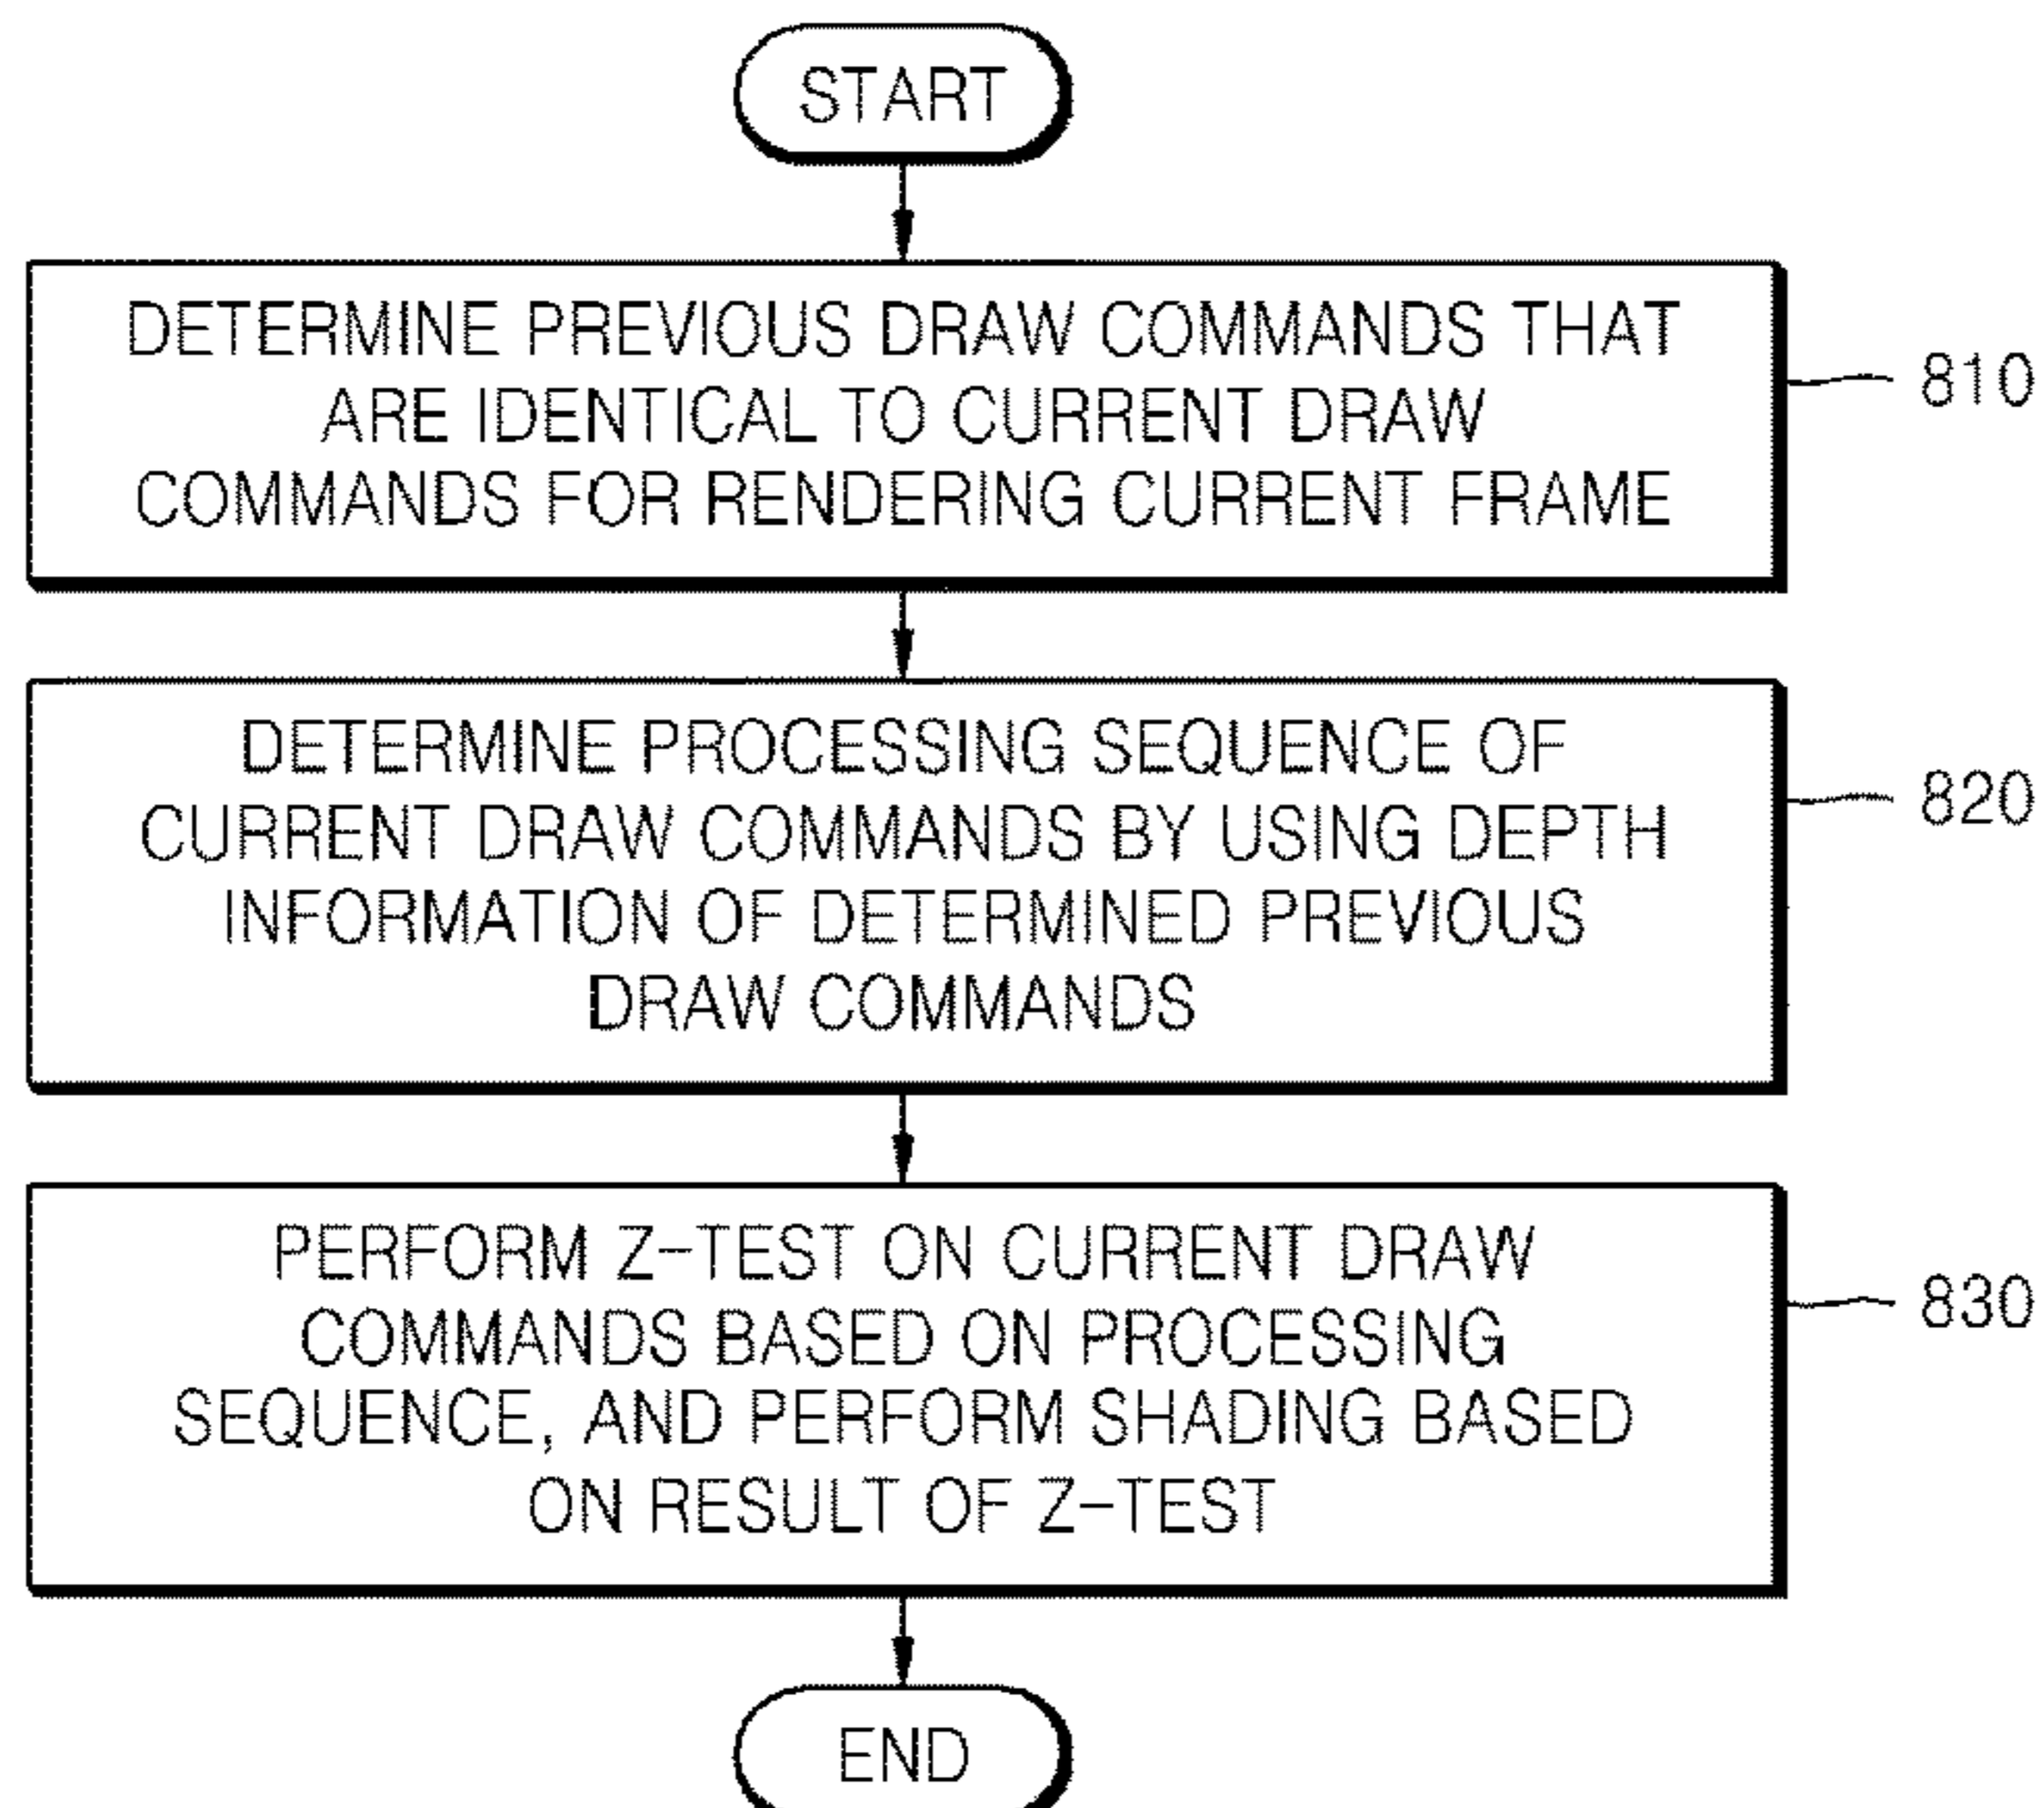 START
DETERMINE PREVIOUS DRAW COMMANDS THAT
ARE IDENTICAL TO CURRENT DRAW
COMMANDS FOR RENDERING CURRENT FRAME
810
DETERMINE PROCESSING SEQUENCE OF
CURRENT DRAW COMMANDS BY USING DEPTH
INFORMATION OF DETERMINED PREVIOUS
DRAW COMMANDS
820
PERFORM Z-TEST ON CURRENT DRAW
COMMANDS BASED ON PROCESSING
SEQUENCE, AND PERFORM SHADING BASED
ON RESULT OF Z-TEST
830
END